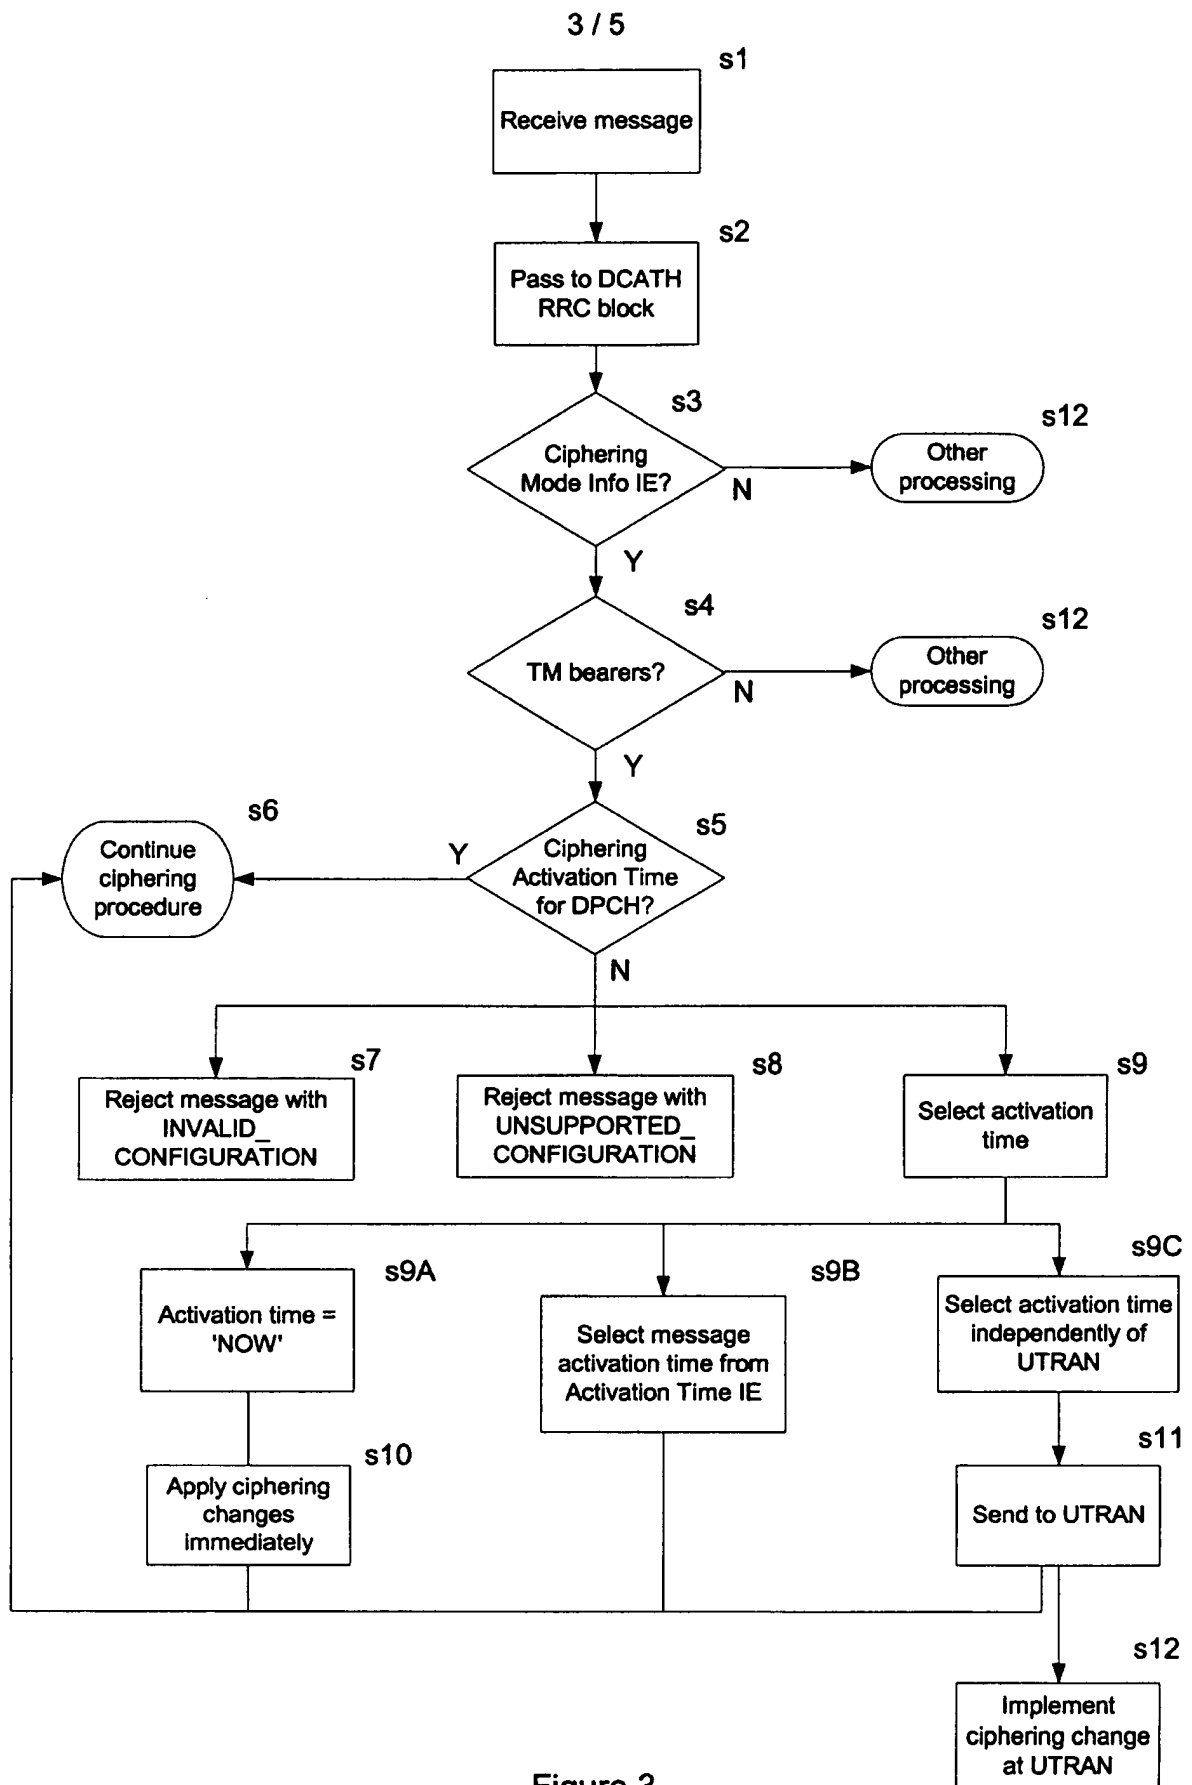 3 / 5
s1
Receive message
s2
Pass to DCATH
RRC block
s3
Ciphering
Mode Info IE?
N
s12
Other
processing
Y
s4
TM bearers?
N
s12
Other
processing
Y
s5
Ciphering
Activation Time
for DPCH?
Y
s6
Continue
ciphering
procedure
N
s7
Reject message with
INVALID_
CONFIGURATION
s8
Reject message with
UNSUPPORTED_
CONFIGURATION
s9
Select activation
time
s9A
Activation time =
'NOW'
s9B
Select message
activation time from
Activation Time IE
s9C
Select activation time
independently of
UTRAN
s10
Apply ciphering
changes
immediately
s11
Send to UTRAN
s12
Implement
ciphering change
at UTRAN
Figure 3